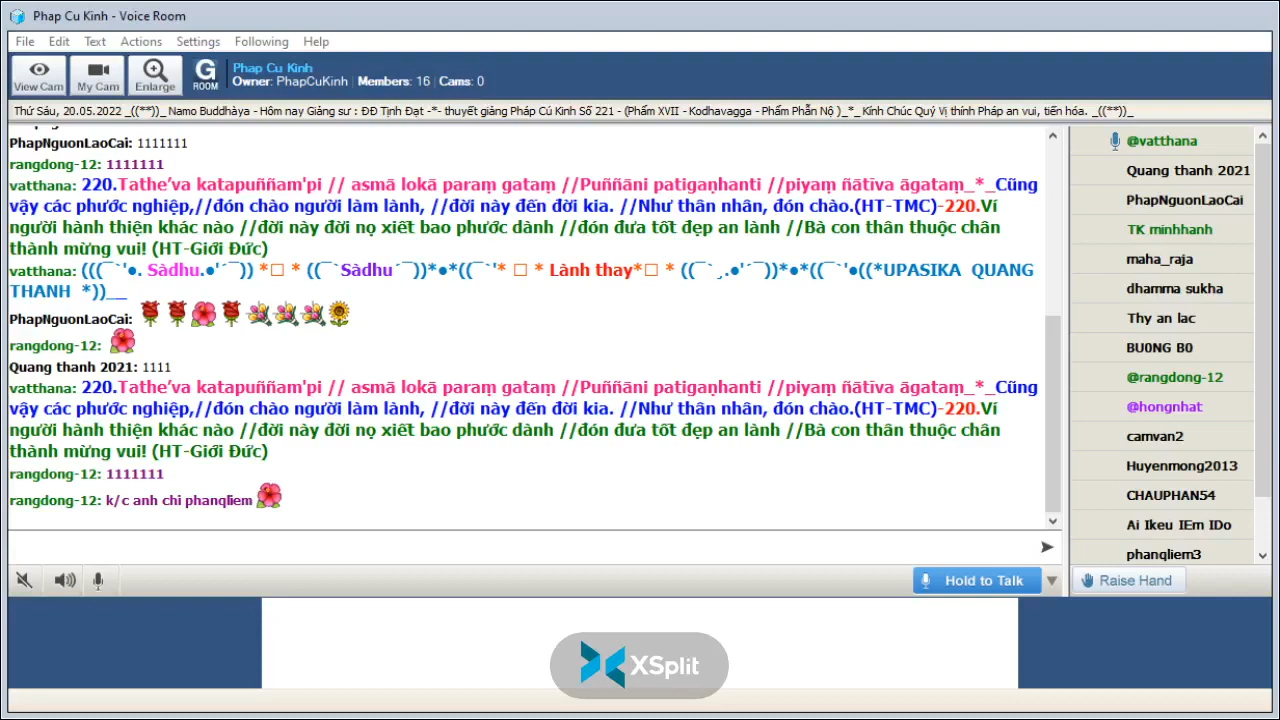 Phap Cu Kinh - Voice Room
File Edit Text Actions Settings Following Help
View Cam My Cam Enlarge G ROOM
Phap Cu Kinh
Owner: PhapCuKinh Members: 16 Cams: 0
Thứ Sáu, 20.05.2022 _((**))_ Namo Buddhàya - Hôm nay Giảng sư : ĐĐ Tịnh Đạt -*- thuyết giảng Pháp Cú Kinh Số 221 - (Phẩm XVII - Kodhavagga - Phẩm Phẫn Nộ )_*_ Kính Chúc Quý Vị thính Pháp an vui, tiến hóa. _((**))_
PhapNguonLaoCai: 1111111
rangdong-12: 1111111
vatthana: 220.Tathe’va katapuññam'pi // asmā lokā paraṃ gataṃ //Puññāni patigaṇhanti //piyaṃ ñātīva āgataṃ_*_Cũng
vậy các phước nghiệp,//đón chào người làm lành, //đời này đến đời kia. //Như thân nhân, đón chào.(HT-TMC)-220.Ví
người hành thiện khác nào //đời này đời nọ xiết bao phước dành //đón đưa tốt đẹp an lành //Bà con thân thuộc chân
thành mừng vui! (HT-Giới Đức)
vatthana: (((¯`'●. Sàdhu.●'´¯)) *□ * ((¯`Sàdhu´¯))*●*((¯`'* □ * Lành thay*□ * ((¯`¸.●'´¯))*●*((¯`'●((*UPASIKA QUANG
THANH *))__
PhapNguonLaoCai:
rangdong-12:
Quang thanh 2021: 1111
vatthana: 220.Tathe’va katapuññam'pi // asmā lokā paraṃ gataṃ //Puññāni patigaṇhanti //piyaṃ ñātīva āgataṃ_*_Cũng
vậy các phước nghiệp,//đón chào người làm lành, //đời này đến đời kia. //Như thân nhân, đón chào.(HT-TMC)-220.Ví
người hành thiện khác nào //đời này đời nọ xiết bao phước dành //đón đưa tốt đẹp an lành //Bà con thân thuộc chân
thành mừng vui! (HT-Giới Đức)
rangdong-12: 1111111
rangdong-12: k/c anh chi phanqliem
@vatthana
Quang thanh 2021
PhapNguonLaoCai
TK minhhanh
maha_raja
dhamma sukha
Thy an lac
BU0NG B0
@rangdong-12
@hongnhat
camvan2
Huyenmong2013
CHAUPHAN54
Ai Ikeu IEm IDo
phanqliem3
Hold to Talk
Raise Hand
XSplit